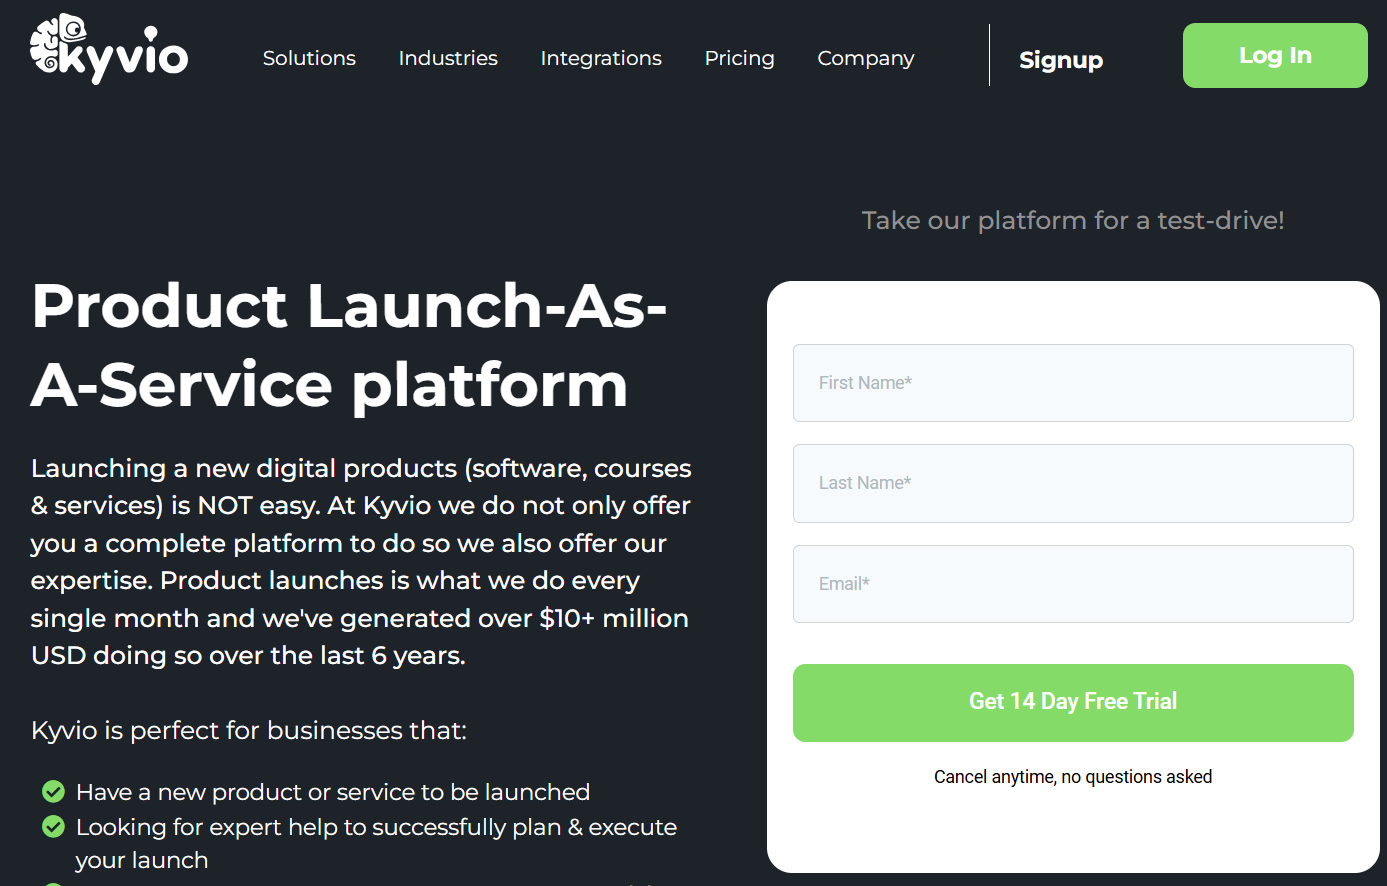 kyvio
Solutions
Industries
Integrations
Pricing
Company
Signup
Log In
Take our platform for a test-drive!
Product Launch-As-
A-Service platform
Launching a new digital products (software, courses
& services) is NOT easy. At Kyvio we do not only offer
you a complete platform to do so we also offer our
expertise. Product launches is what we do every
single month and we've generated over $10+ million
USD doing so over the last 6 years.
Kyvio is perfect for businesses that:
Have a new product or service to be launched
Looking for expert help to successfully plan & execute
your launch
First Name*
Last Name*
Email*
Get 14 Day Free Trial
Cancel anytime, no questions asked